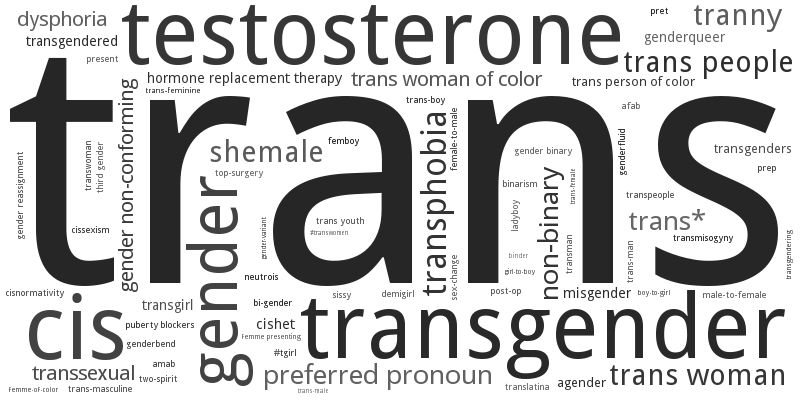 dysphoria
testosterone
pret
tranny
transgendered
genderqueer
present
trans people
hormone replacement therapy
trans woman of color
trans person of color
trans-feminine
trans
gender non-conforming
trans-boy
afab
female-to-male
transphobia
genderfluid
femboy
shemale
gender binary
transgenders
transwoman
third gender
gender reassignment
top-surgery
prep
binarism
non-binary
trans-female
transpeople
gender
ladyboy
trans*
cissexism
gender-variant
trans youth
#transwomen
transman
trans-man
transmisogyny
transgendering
sex-change
binder
girl-to-boy
neutrois
cisnormativity
sissy
demigirl
post-op
misgender
boy-to-girl
male-to-female
cis
transgirl
bi-gender
transgender
puberty blockers
cishet
Femme presenting
genderbend
#tgirl
amab
transsexual
two-spirit
preferred pronoun
agender
trans woman
translatina
Femme-of-color
trans-masculine
trans-male